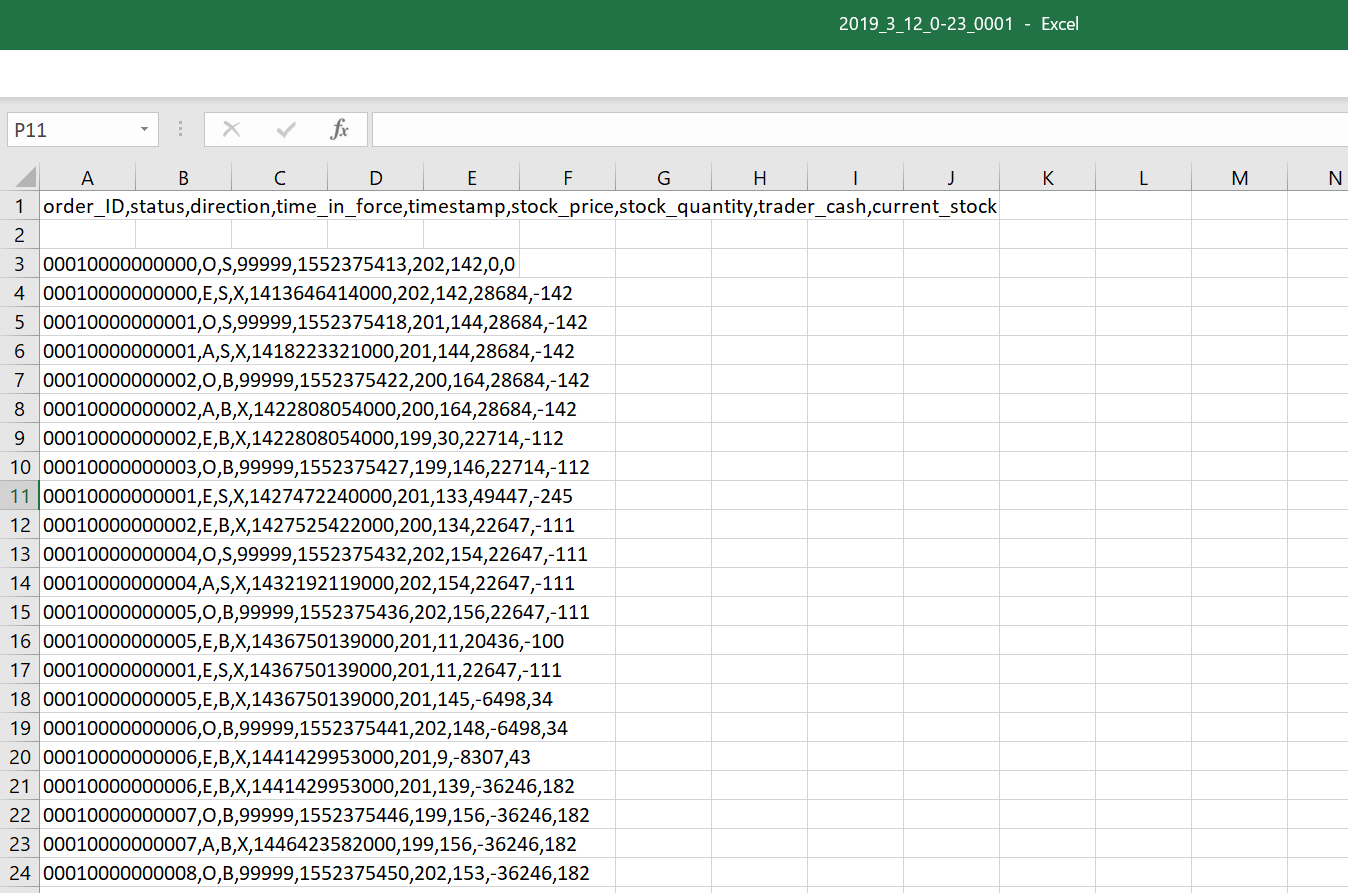 2019_3_12_0-23_0001 - Excel
P11 fx
A B C D E F G H I J K L M N
1 order_ID,status,direction,time_in_force,timestamp,stock_price,stock_quantity,trader_cash,current_stock
2
3 00010000000000,O,S,99999,1552375413,202,142,0,0
4 00010000000000,E,S,X,1413646414000,202,142,28684,-142
5 00010000000001,O,S,99999,1552375418,201,144,28684,-142
6 00010000000001,A,S,X,1418223321000,201,144,28684,-142
7 00010000000002,O,B,99999,1552375422,200,164,28684,-142
8 00010000000002,A,B,X,1422808054000,200,164,28684,-142
9 00010000000002,E,B,X,1422808054000,199,30,22714,-112
10 00010000000003,O,B,99999,1552375427,199,146,22714,-112
11 00010000000001,E,S,X,1427472240000,201,133,49447,-245
12 00010000000002,E,B,X,1427525422000,200,134,22647,-111
13 00010000000004,O,S,99999,1552375432,202,154,22647,-111
14 00010000000004,A,S,X,1432192119000,202,154,22647,-111
15 00010000000005,O,B,99999,1552375436,202,156,22647,-111
16 00010000000005,E,B,X,1436750139000,201,11,20436,-100
17 00010000000001,E,S,X,1436750139000,201,11,22647,-111
18 00010000000005,E,B,X,1436750139000,201,145,-6498,34
19 00010000000006,O,B,99999,1552375441,202,148,-6498,34
20 00010000000006,E,B,X,1441429953000,201,9,-8307,43
21 00010000000006,E,B,X,1441429953000,201,139,-36246,182
22 00010000000007,O,B,99999,1552375446,199,156,-36246,182
23 00010000000007,A,B,X,1446423582000,199,156,-36246,182
24 00010000000008,O,B,99999,1552375450,202,153,-36246,182